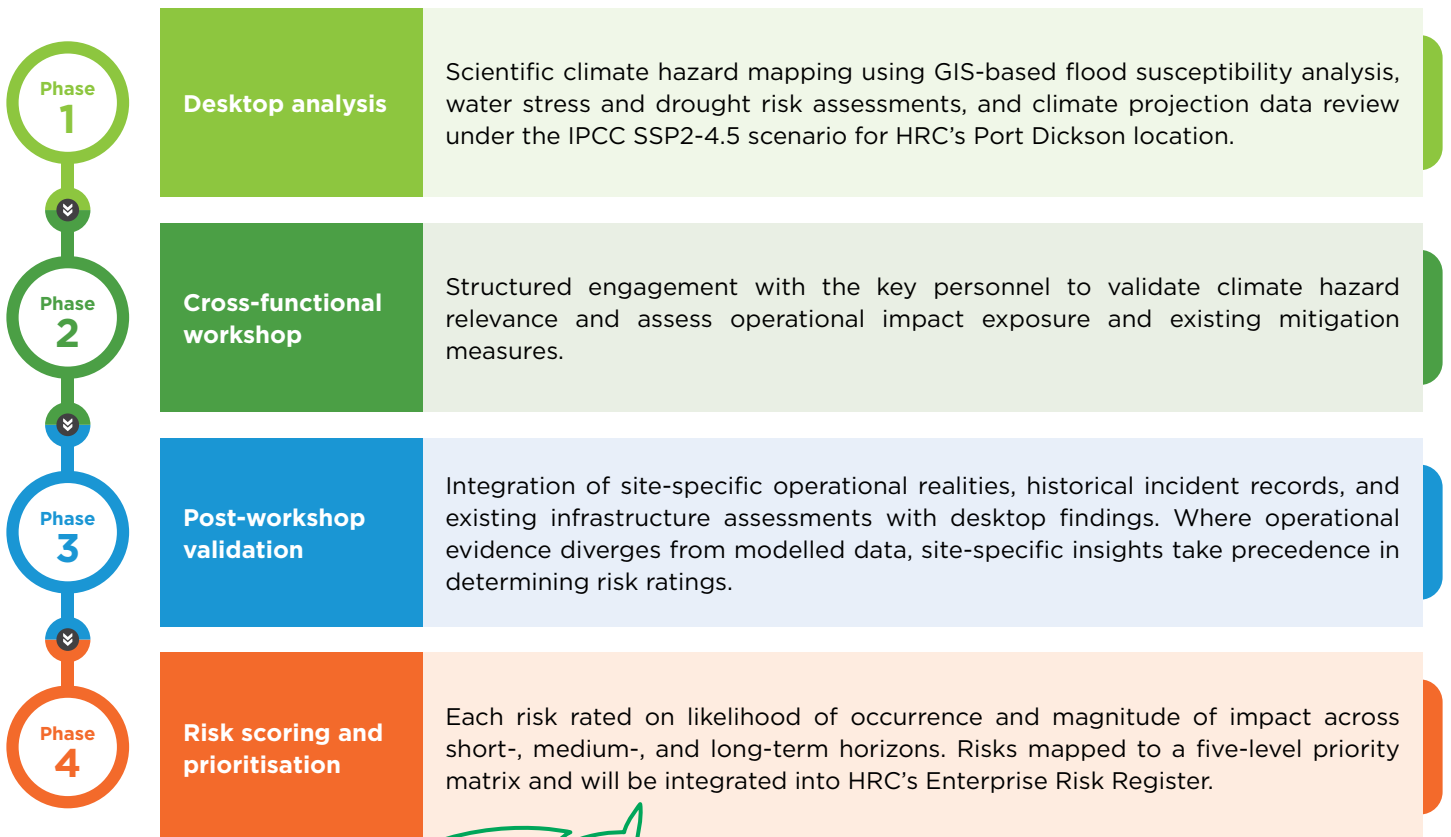 Phase
1
Desktop analysis
Scientific climate hazard mapping using GIS-based flood susceptibility analysis,
water stress and drought risk assessments, and climate projection data review
under the IPCC SSP2-4.5 scenario for HRC’s Port Dickson location.
Phase
2
Cross-functional
workshop
Structured engagement with the key personnel to validate climate hazard
relevance and assess operational impact exposure and existing mitigation
measures.
Phase
3
Post-workshop
validation
Integration of site-specific operational realities, historical incident records, and
existing infrastructure assessments with desktop findings. Where operational
evidence diverges from modelled data, site-specific insights take precedence in
determining risk ratings.
Phase
4
Risk scoring and
prioritisation
Each risk rated on likelihood of occurrence and magnitude of impact across
short-, medium-, and long-term horizons. Risks mapped to a five-level priority
matrix and will be integrated into HRC’s Enterprise Risk Register.